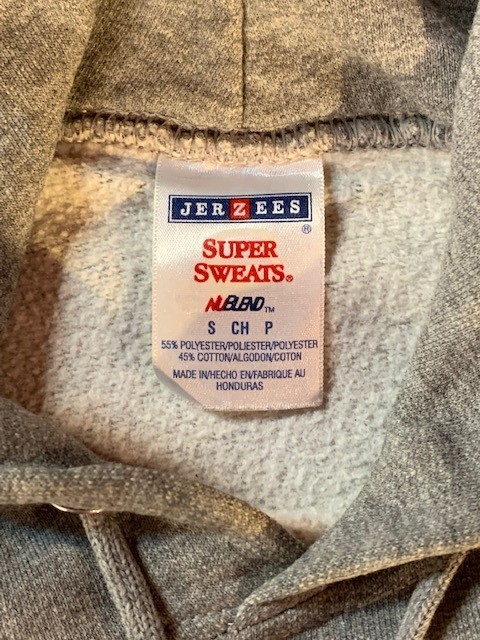 JERZEES
®
SUPER
SWEATS®
NUBLEND™
S CH P
55% POLYESTER/POLIESTER/POLYESTER
45% COTTON/ALGODON/COTON
MADE IN/HECHO EN/FABRIQUE AU
HONDURAS